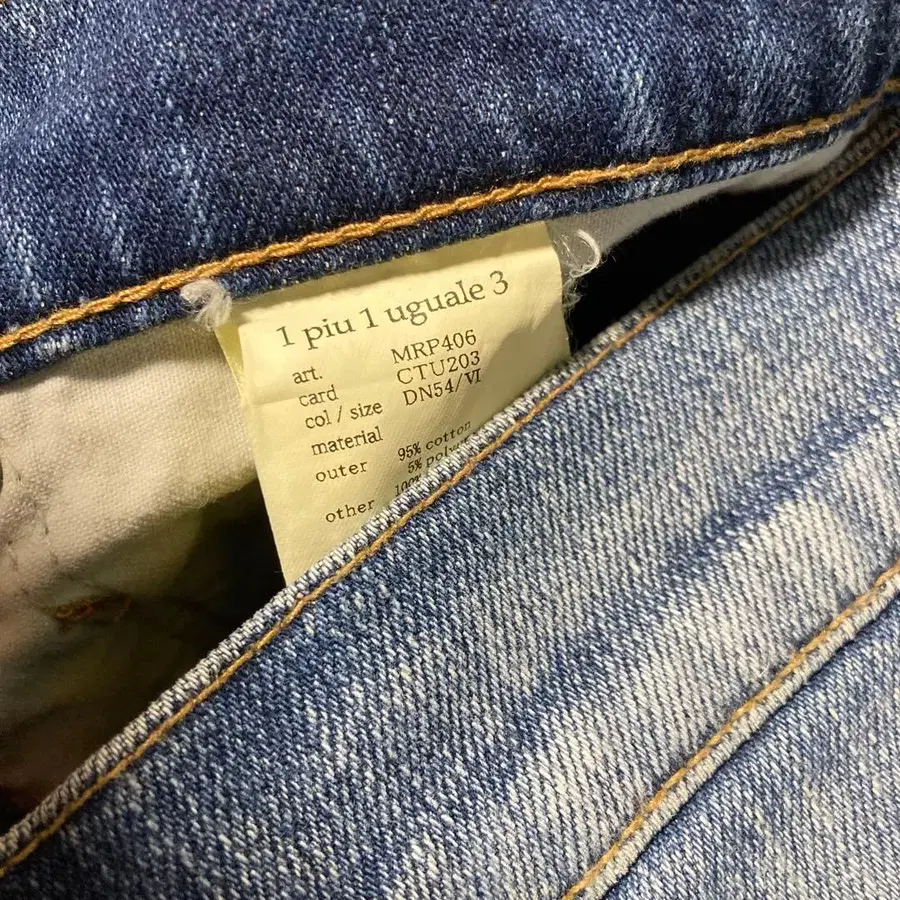 1 piu 1 uguale 3
art. MRP406
card CTU203
col / size DN54/VI
material
outer 95% cotton
5%
other